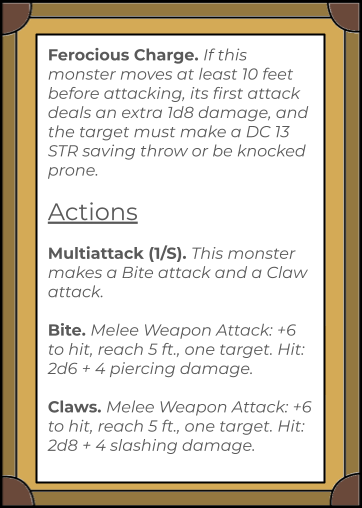 Ferocious Charge. If this
monster moves at least 10 feet
before attacking, its first attack
deals an extra 1d8 damage, and
the target must make a DC 13
STR saving throw or be knocked
prone.
Actions
Multiattack (1/S). This monster
makes a Bite attack and a Claw
attack.
Bite. Melee Weapon Attack: +6
to hit, reach 5 ft., one target. Hit:
2d6 + 4 piercing damage.
Claws. Melee Weapon Attack: +6
to hit, reach 5 ft., one target. Hit:
2d8 + 4 slashing damage.